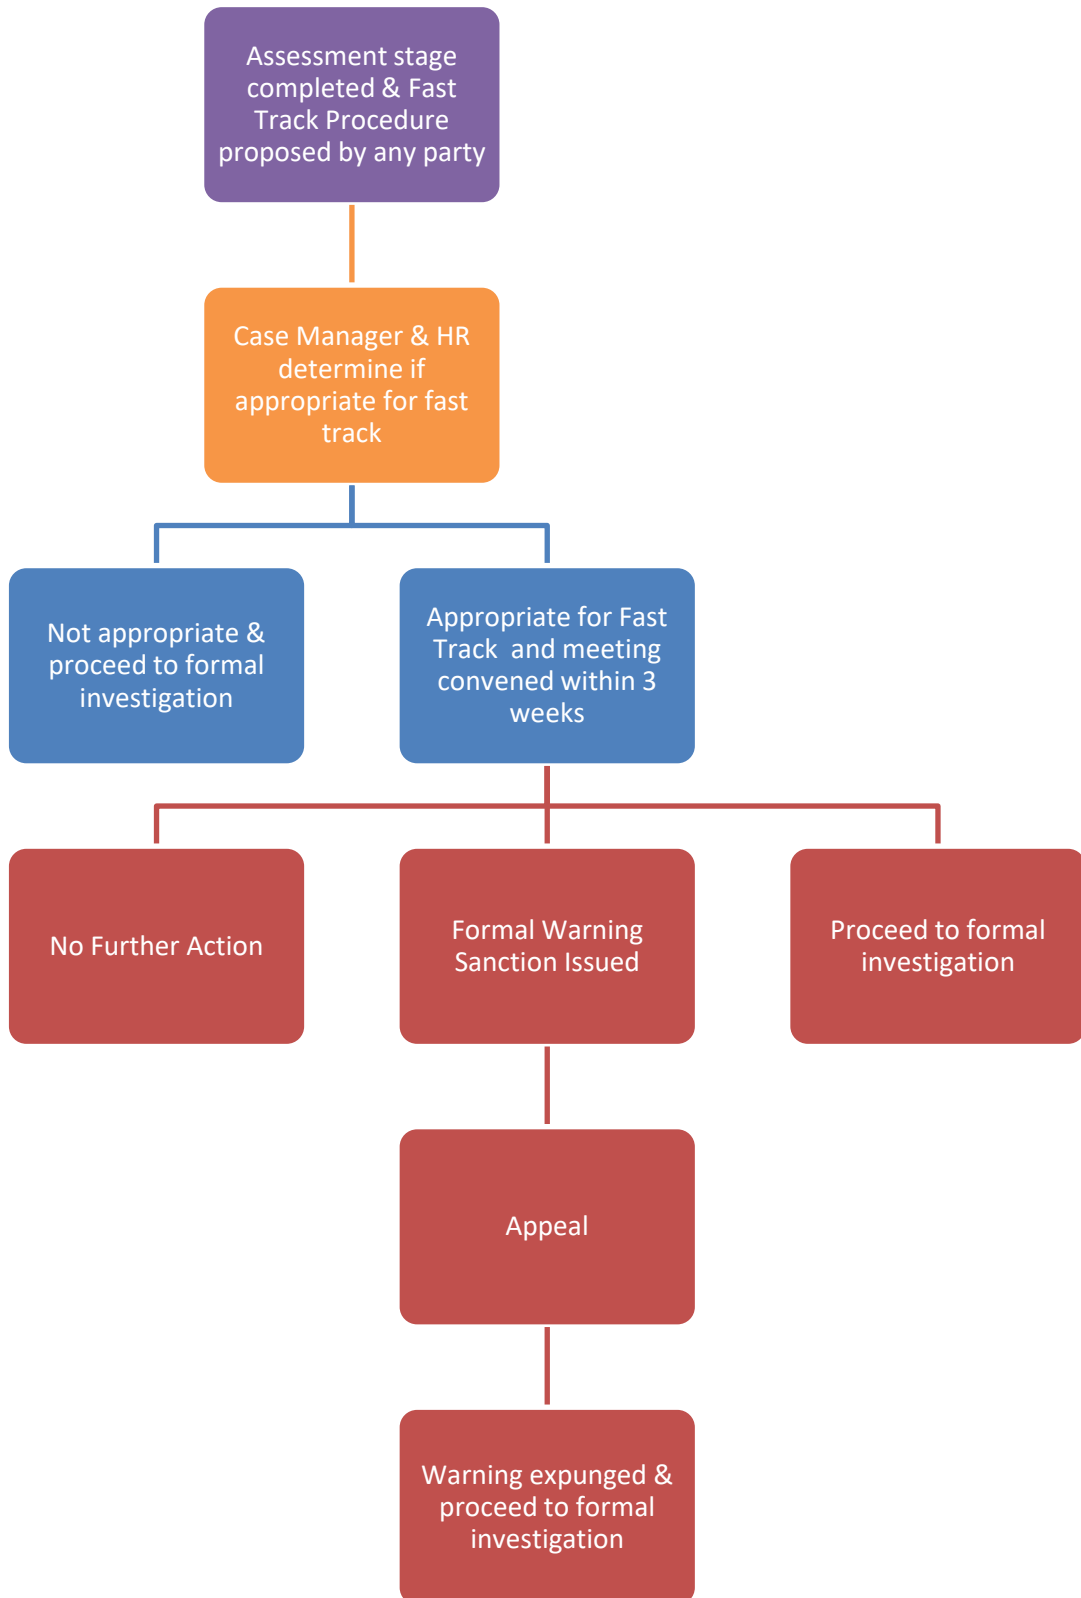 Assessment stage
completed & Fast
Track Procedure
proposed by any party
Case Manager & HR
determine if
appropriate for fast
track
Not appropriate &
proceed to formal
investigation
Appropriate for Fast
Track  and meeting
convened within 3
weeks
No Further Action
Formal Warning
Sanction Issued
Proceed to formal
investigation
Appeal
Warning expunged &
proceed to formal
investigation